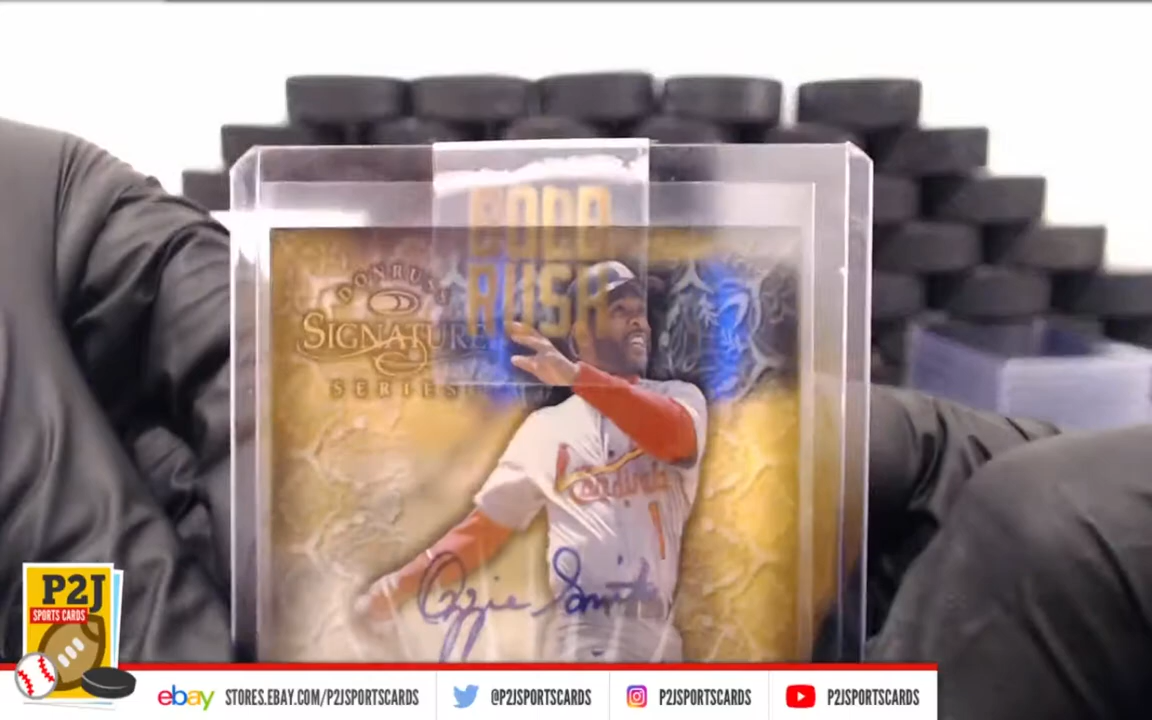 GOLD
RUSH
DONRUSS
SIGNATURE
SERIES
Cardinals
1
Ozzie Smith
P2J
SPORTS CARDS
ebay STORES.EBAY.COM/P2JSPORTSCARDS
@P2JSPORTSCARDS
P2JSPORTSCARDS
P2JSPORTSCARDS